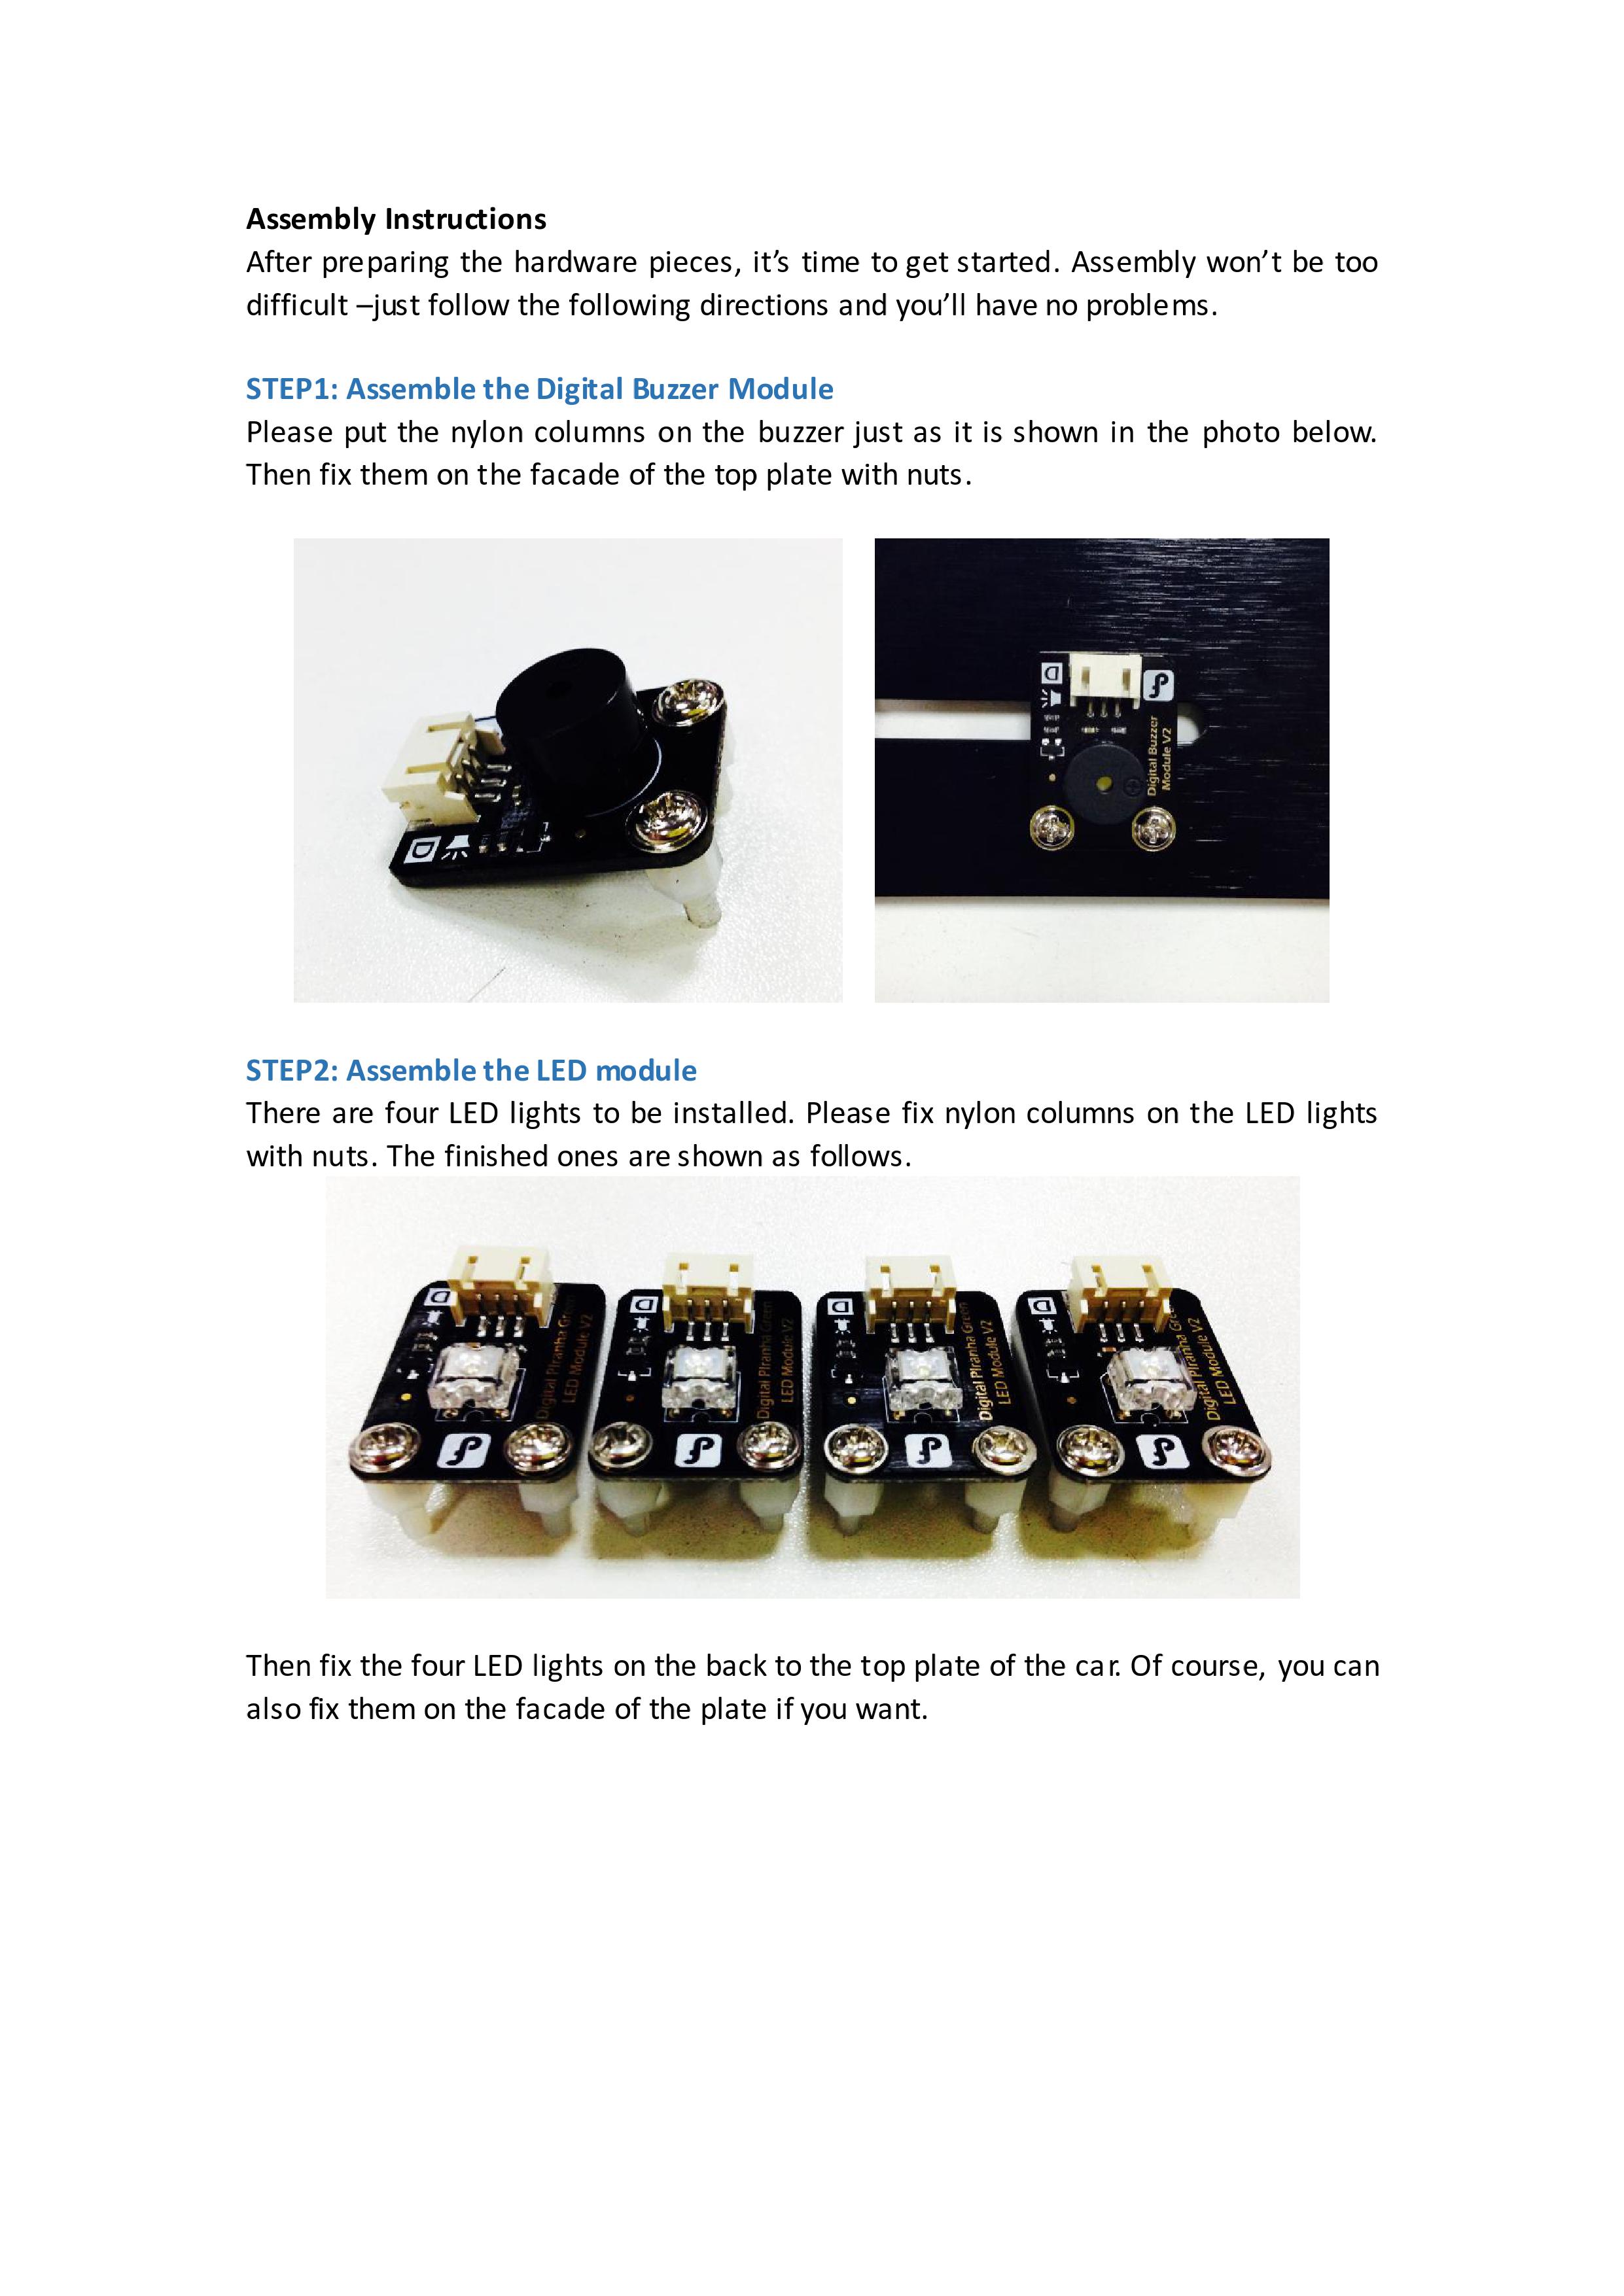 Assembly Instructions
After preparing the hardware pieces, it’s time to get started. Assembly won’t be too
difficult –just follow the following directions and you’ll have no problems.
STEP1: Assemble the Digital Buzzer Module
Please put the nylon columns on the buzzer just as it is shown in the photo below.
Then fix them on the facade of the top plate with nuts.
D
D
Digital Buzzer
Module V2
STEP2: Assemble the LED module
There are four LED lights to be installed. Please fix nylon columns on the LED lights
with nuts. The finished ones are shown as follows.
D
Digital Piranha Green
LED Module V2
D
Digital Piranha Green
LED Module V2
D
Digital Piranha Green
LED Module V2
D
Digital Piranha Gre
LED Module V2
Then fix the four LED lights on the back to the top plate of the car. Of course, you can
also fix them on the facade of the plate if you want.